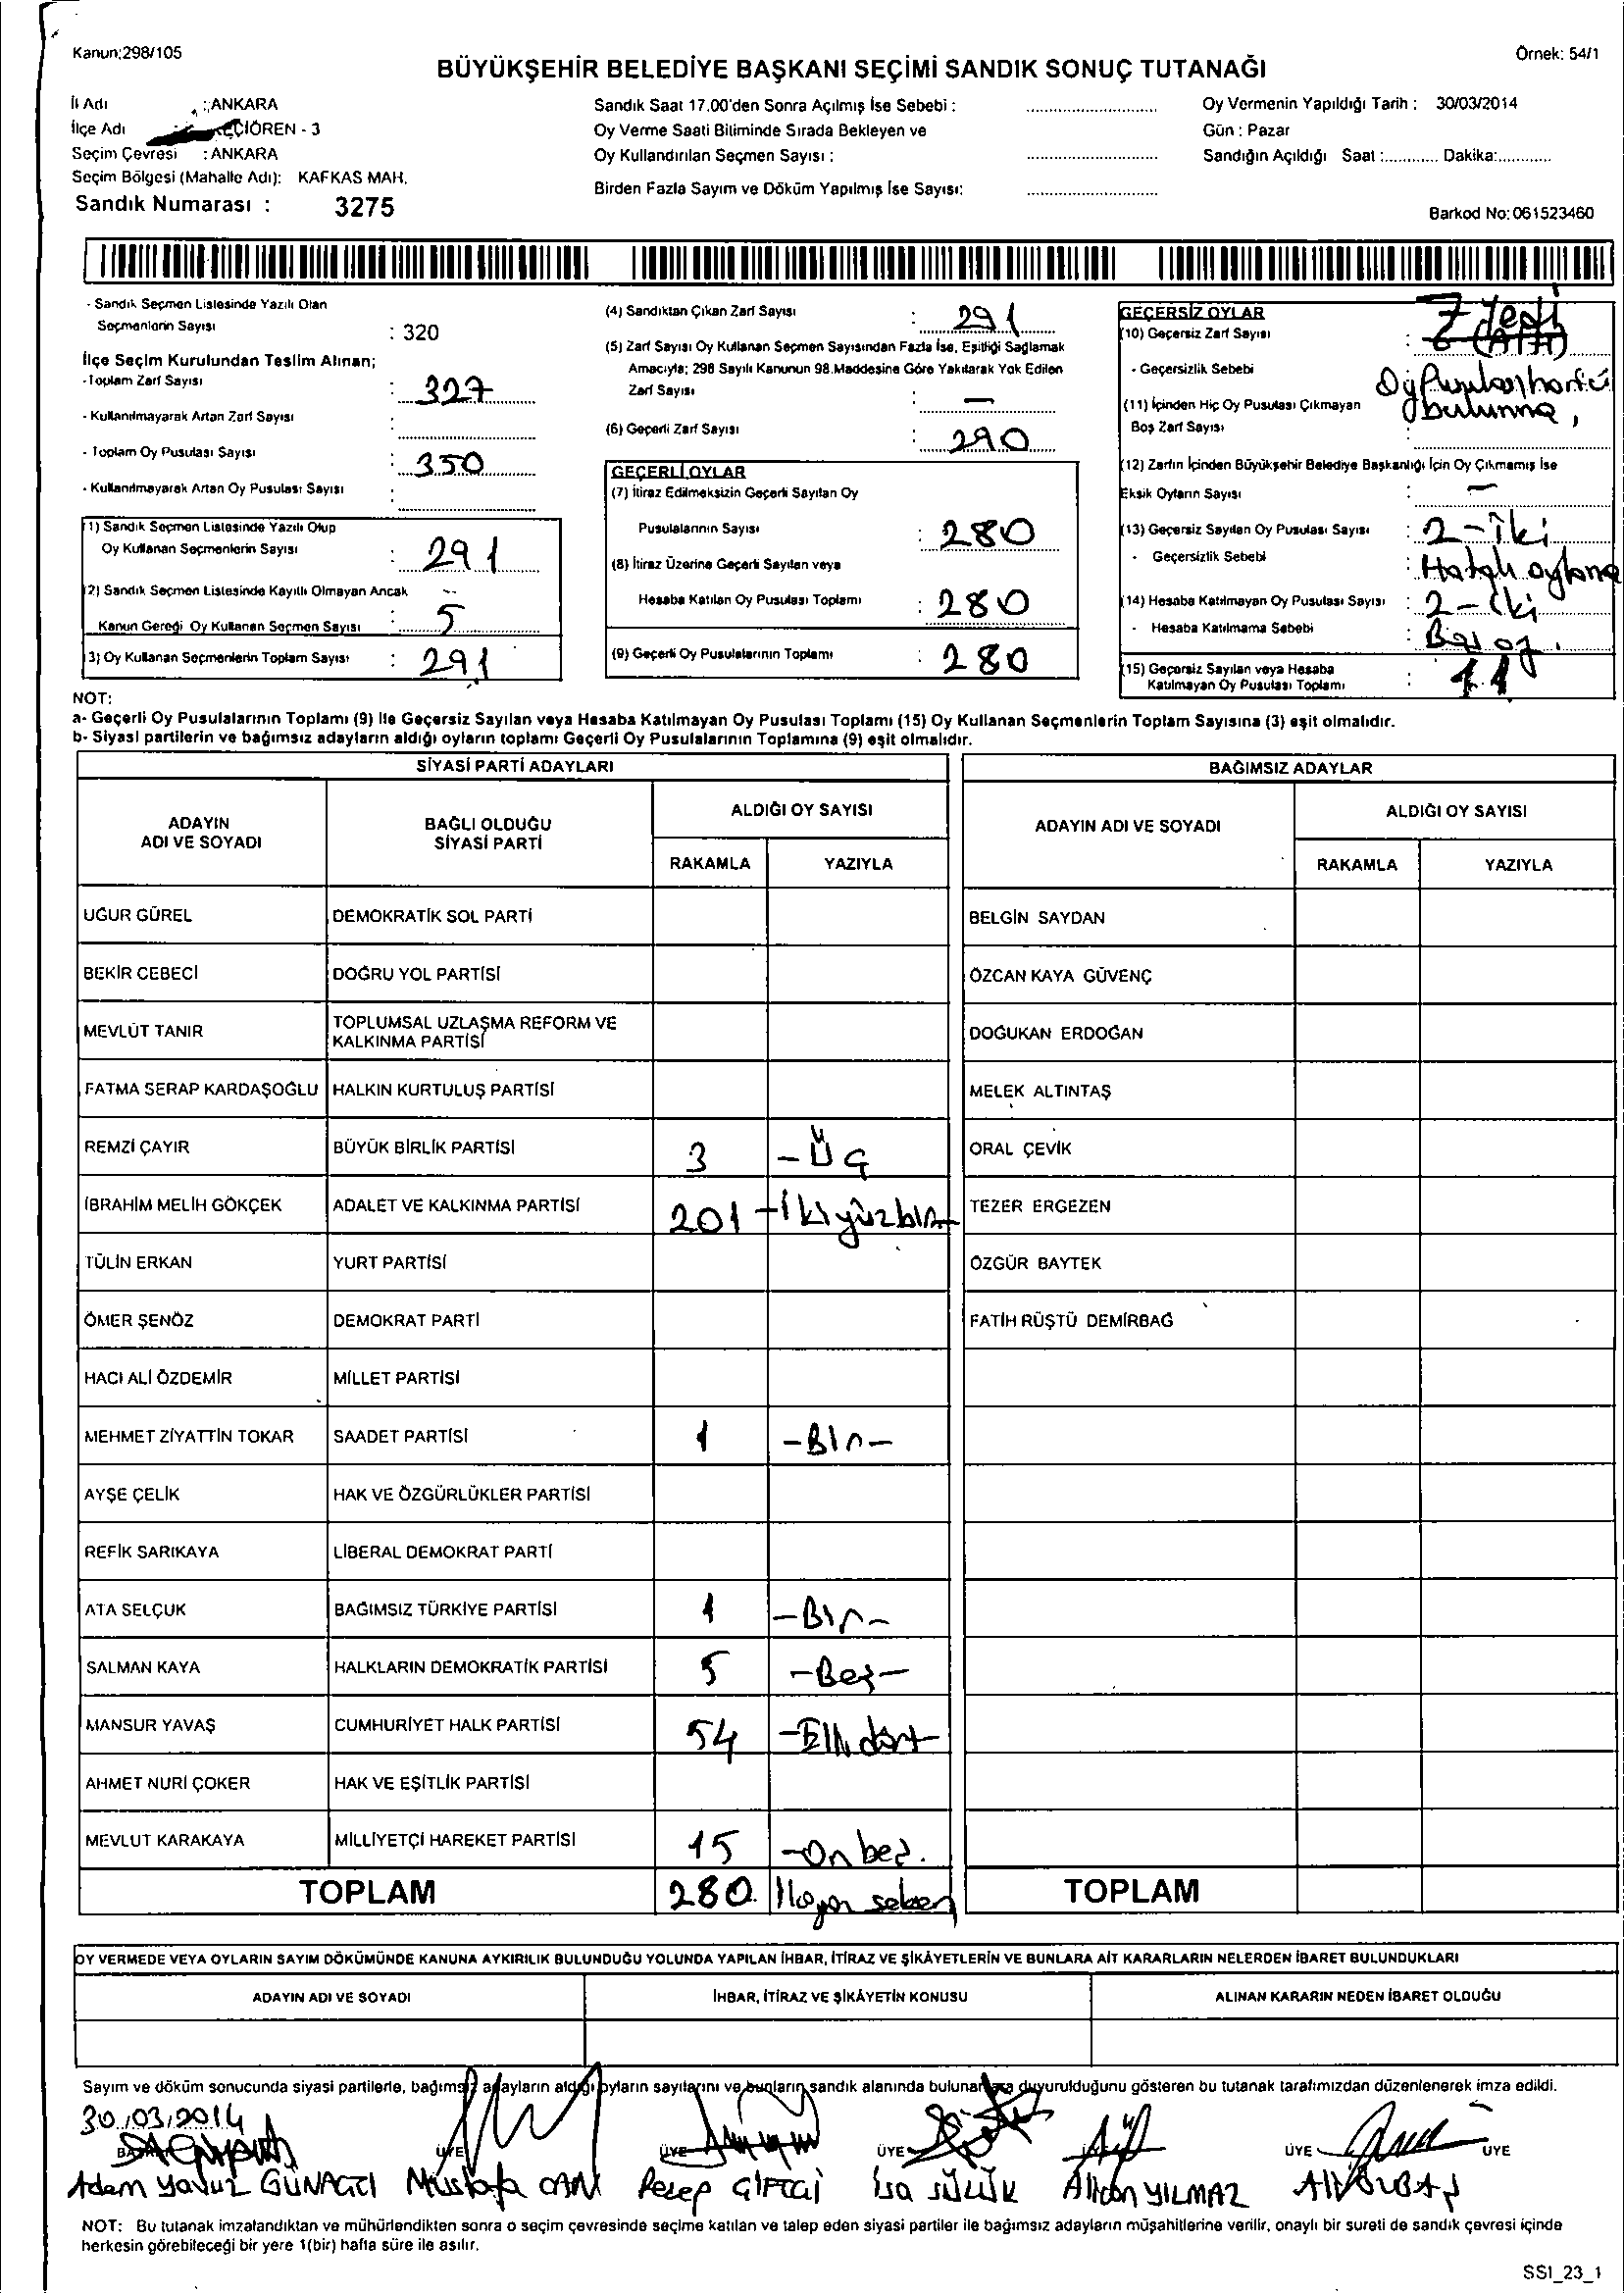 Kanun;298/105
Örnek: 54/1
BÜYÜKŞEHİR BELEDİYE BAŞKANI SEÇİMİ SANDIK SONUÇ TUTANAĞI
İl Adı : ANKARA
İlçe Adı KEÇİÖREN - 3
Seçim Çevresi : ANKARA
Seçim Bölgesi (Mahalle Adı): KAFKAS MAH.
Sandık Numarası : 3275
Sandık Saat 17.00'den Sonra Açılmış İse Sebebi :
Oy Verme Saati Bitiminde Sırada Bekleyen ve
Oy Kullandırılan Seçmen Sayısı :
Birden Fazla Sayım ve Döküm Yapılmış İse Sayısı:
Oy Vermenin Yapıldığı Tarih : 30/03/2014
Gün : Pazar
Sandığın Açıldığı Saat :............ Dakika:............
Barkod No: 061523460
- Sandık Seçmen Listesinde Yazılı Olan
Seçmenlerin Sayısı : 320
İlçe Seçim Kurulundan Teslim Alınan;
- Toplam Zarf Sayısı : 327
- Kullanılmayarak Artan Zarf Sayısı :
- Toplam Oy Pusulası Sayısı : 350
- Kullanılmayarak Artan Oy Pusulası Sayısı :
(1) Sandık Seçmen Listesinde Yazılı Olup
Oy Kullanan Seçmenlerin Sayısı : 291
(2) Sandık Seçmen Listesinde Kayıtlı Olmayan Ancak
Kanun Gereği Oy Kullanan Seçmen Sayısı : 5
(3) Oy Kullanan Seçmenlerin Toplam Sayısı : 291
(4) Sandıktan Çıkan Zarf Sayısı : 291
(5) Zarf Sayısı Oy Kullanan Seçmen Sayısından Fazla İse, Eşitliği Sağlamak
Amacıyla; 298 Sayılı Kanunun 98.Maddesine Göre Yakılarak Yok Edilen
Zarf Sayısı : -
(6) Geçerli Zarf Sayısı : 290
GEÇERLİ OYLAR
(7) İtiraz Edilmeksizin Geçerli Sayılan Oy
Pusulalarının Sayısı : 280
(8) İtiraz Üzerine Geçerli Sayılan veya
Hesaba Katılan Oy Pusulası Toplamı : 280
(9) Geçerli Oy Pusulalarının Toplamı : 280
GEÇERSİZ OYLAR
(10) Geçersiz Zarf Sayısı : 7
- Geçersizlik Sebebi
(11) İçinden Hiç Oy Pusulası Çıkmayan
Boş Zarf Sayısı :
(12) Zarfın İçinden Büyükşehir Belediye Başkanlığı İçin Oy Çıkmamış İse
Eksik Oyların Sayısı : -
(13) Geçersiz Sayılan Oy Pusulası Sayısı : 2-iki
- Geçersizlik Sebebi :
(14) Hesaba Katılmayan Oy Pusulası Sayısı : 2-iki
- Hesaba Katılmama Sebebi : Boş oy.
(15) Geçersiz Sayılan veya Hesaba
Katılmayan Oy Pusulası Toplamı : 11
NOT:
a- Geçerli Oy Pusulalarının Toplamı (9) ile Geçersiz Sayılan veya Hesaba Katılmayan Oy Pusulası Toplamı (15) Oy Kullanan Seçmenlerin Toplam Sayısına (3) eşit olmalıdır.
b- Siyasi partilerin ve bağımsız adayların aldığı oyların toplamı Geçerli Oy Pusulalarının Toplamına (9) eşit olmalıdır.
SİYASİ PARTİ ADAYLARI
BAĞIMSIZ ADAYLAR
ADAYIN ADI VE SOYADI
BAĞLI OLDUĞU SİYASİ PARTİ
ALDIĞI OY SAYISI
RAKAMLA YAZIYLA
ADAYIN ADI VE SOYADI
ALDIĞI OY SAYISI
RAKAMLA YAZIYLA
UĞUR GÜREL DEMOKRATİK SOL PARTİ BELGİN SAYDAN
BEKİR CEBECİ DOĞRU YOL PARTİSİ ÖZCAN KAYA GÜVENÇ
MEVLÜT TANIR TOPLUMSAL UZLAŞMA REFORM VE KALKINMA PARTİSİ DOĞUKAN ERDOĞAN
FATMA SERAP KARDAŞOĞLU HALKIN KURTULUŞ PARTİSİ MELEK ALTINTAŞ
REMZİ ÇAYIR BÜYÜK BİRLİK PARTİSİ 3 -Üç ORAL ÇEVİK
İBRAHİM MELİH GÖKÇEK ADALET VE KALKINMA PARTİSİ 201 -ikiyüzbir- TEZER ERGEZEN
TÜLİN ERKAN YURT PARTİSİ ÖZGÜR BAYTEK
ÖMER ŞENÖZ DEMOKRAT PARTİ FATİH RÜŞTÜ DEMİRBAĞ
HACI ALİ ÖZDEMİR MİLLET PARTİSİ
MEHMET ZİYATTİN TOKAR SAADET PARTİSİ 1 -Bir-
AYŞE ÇELİK HAK VE ÖZGÜRLÜKLER PARTİSİ
REFİK SARIKAYA LİBERAL DEMOKRAT PARTİ
ATA SELÇUK BAĞIMSIZ TÜRKİYE PARTİSİ 1 -Bir-
SALMAN KAYA HALKLARIN DEMOKRATİK PARTİSİ 5 -Beş-
MANSUR YAVAŞ CUMHURİYET HALK PARTİSİ 54 -Elli dört-
AHMET NURİ ÇOKER HAK VE EŞİTLİK PARTİSİ
MEVLUT KARAKAYA MİLLİYETÇİ HAREKET PARTİSİ 15 -On beş.
TOPLAM 280. TOPLAM
OY VERMEDE VEYA OYLARIN SAYIM DÖKÜMÜNDE KANUNA AYKIRILIK BULUNDUĞU YOLUNDA YAPILAN İHBAR, İTİRAZ VE ŞİKÂYETLERİN VE BUNLARA AİT KARARLARIN NELERDEN İBARET BULUNDUKLARI
ADAYIN ADI VE SOYADI İHBAR, İTİRAZ VE ŞİKÂYETİN KONUSU ALINAN KARARIN NEDEN İBARET OLDUĞU
Sayım ve döküm sonucunda siyasi partilerle, bağımsız adayların aldığı oyların sayılarını ve bunların sandık alanında bulunanlara duyurulduğunu gösteren bu tutanak tarafımızdan düzenlenerek imza edildi.
30.03.2014
BAŞKAN ÜYE ÜYE ÜYE ÜYE ÜYE ÜYE
Adem Yavuz Mustafa CAN Recep ÇİFTÇİ İsa Alican YILMAZ
NOT: Bu tutanak imzalandıktan ve mühürlendikten sonra o seçim çevresinde seçime katılan ve talep eden siyasi partiler ile bağımsız adayların müşahitlerine verilir, onaylı bir sureti de sandık çevresi içinde
herkesin görebileceği bir yere 1(bir) hafta süre ile asılır.
SSI_23_1